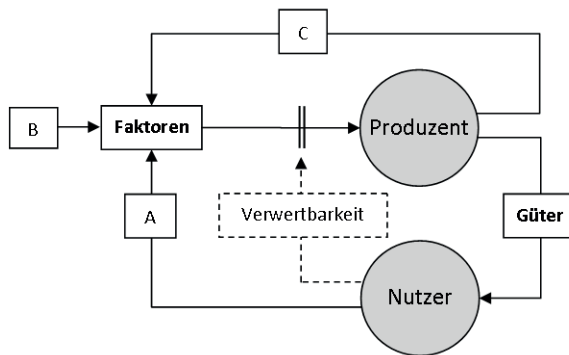 C
B
Faktoren
Produzent
A
Verwertbarkeit
Güter
Nutzer